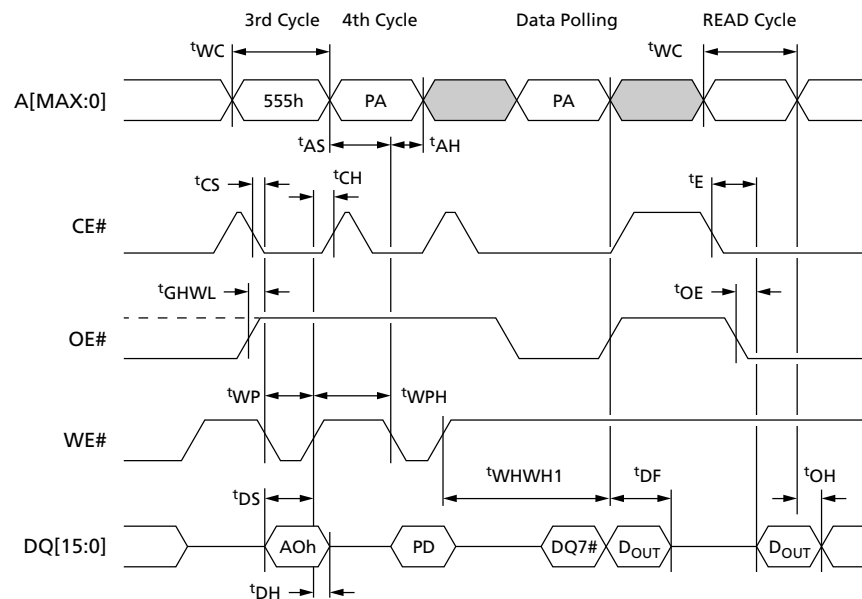 3rd Cycle 4th Cycle Data Polling READ Cycle
tWC tWC
A[MAX:0] 555h PA PA
tAS tAH
tCS tCH tE
CE#
tGHWL tOE
OE#
tWP tWPH
WE#
tWHWH1 tDF tOH
tDS
DQ[15:0] AOh PD DQ7# DOUT DOUT
tDH